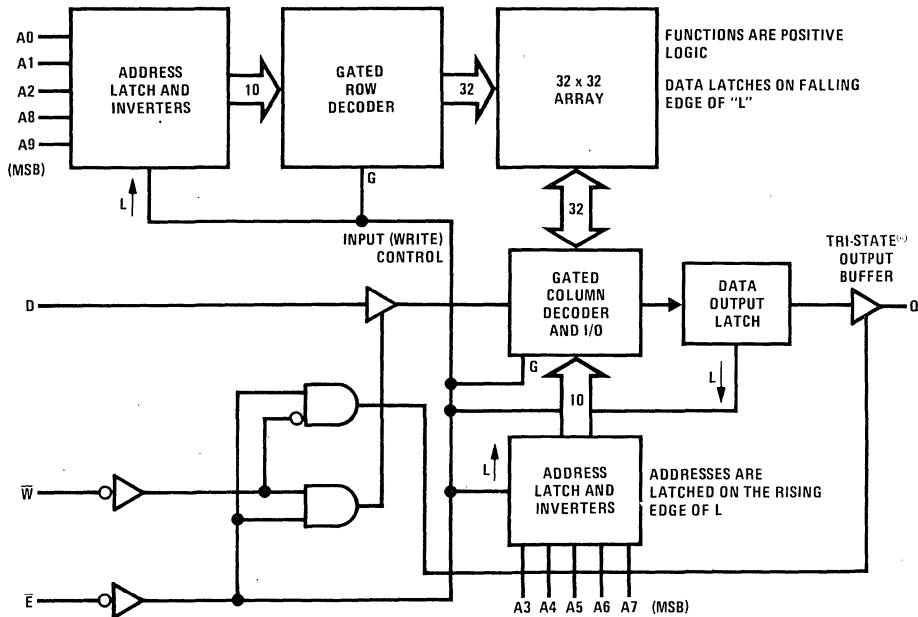 A0
A1
A2
A8
A9
(MSB)
ADDRESS
LATCH AND
INVERTERS
10
GATED
ROW
DECODER
32
32 x 32
ARRAY
FUNCTIONS ARE POSITIVE
LOGIC
DATA LATCHES ON FALLING
EDGE OF "L"
L
G
INPUT (WRITE)
CONTROL
32
TRI-STATE
OUTPUT
BUFFER
D
GATED
COLUMN
DECODER
AND I/O
DATA
OUTPUT
LATCH
Q
G
L
10
L
ADDRESS
LATCH AND
INVERTERS
ADDRESSES ARE
LATCHED ON THE RISING
EDGE OF L
W̅
E̅
A3 A4 A5 A6 A7 (MSB)